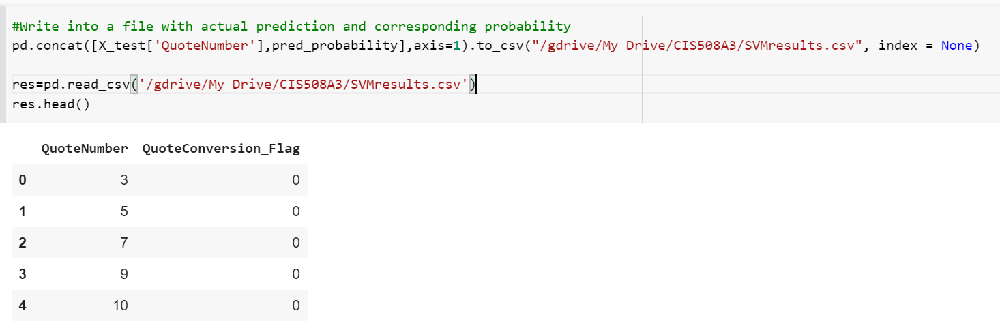 #Write into a file with actual prediction and corresponding probability
pd.concat([X_test['QuoteNumber'],pred_probability],axis=1).to_csv("/gdrive/My Drive/CIS508A3/SVMresults.csv", index = None)
res=pd.read_csv('/gdrive/My Drive/CIS508A3/SVMresults.csv')
res.head()
QuoteNumber QuoteConversion_Flag
0 3 0
1 5 0
2 7 0
3 9 0
4 10 0